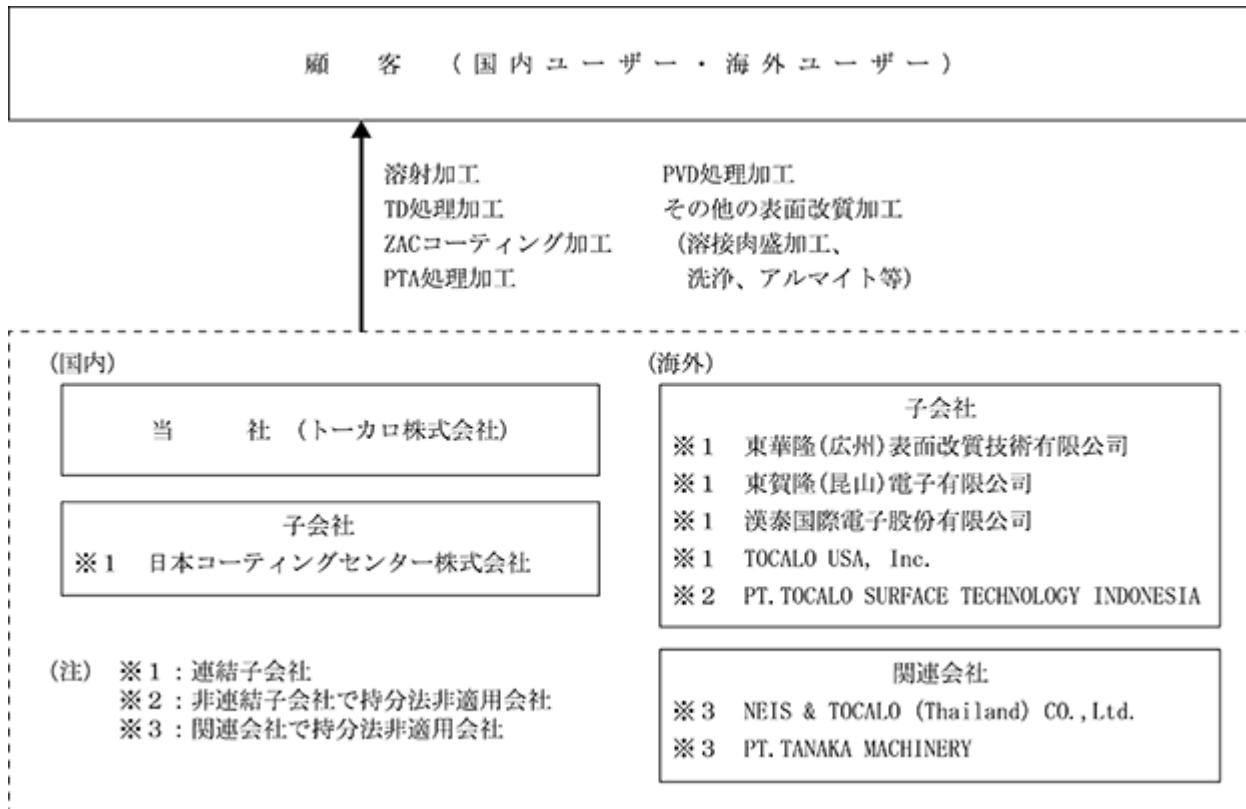 顧客(国内ユーザー・海外ユーザー)
溶射加工
TD処理加工
ZACコーティング加工
PTA処理加工
PVD処理加工
その他の表面改質加工
(溶接肉盛加工、
洗浄、アルマイト等)
(国内)
当社 (トーカロ株式会社)
子会社
※1 日本コーティングセンター株式会社
(注) ※1:連結子会社
※2:非連結子会社で持分法非適用会社
※3:関連会社で持分法非適用会社
(海外)
子会社
※1 東華隆(広州)表面改質技術有限公司
※1 東賀隆(昆山)電子有限公司
※1 漢泰国際電子股份有限公司
※1 TOCALO USA, Inc.
※2 PT.TOCALO SURFACE TECHNOLOGY INDONESIA
関連会社
※3 NEIS & TOCALO (Thailand) CO.,Ltd.
※3 PT.TANAKA MACHINERY